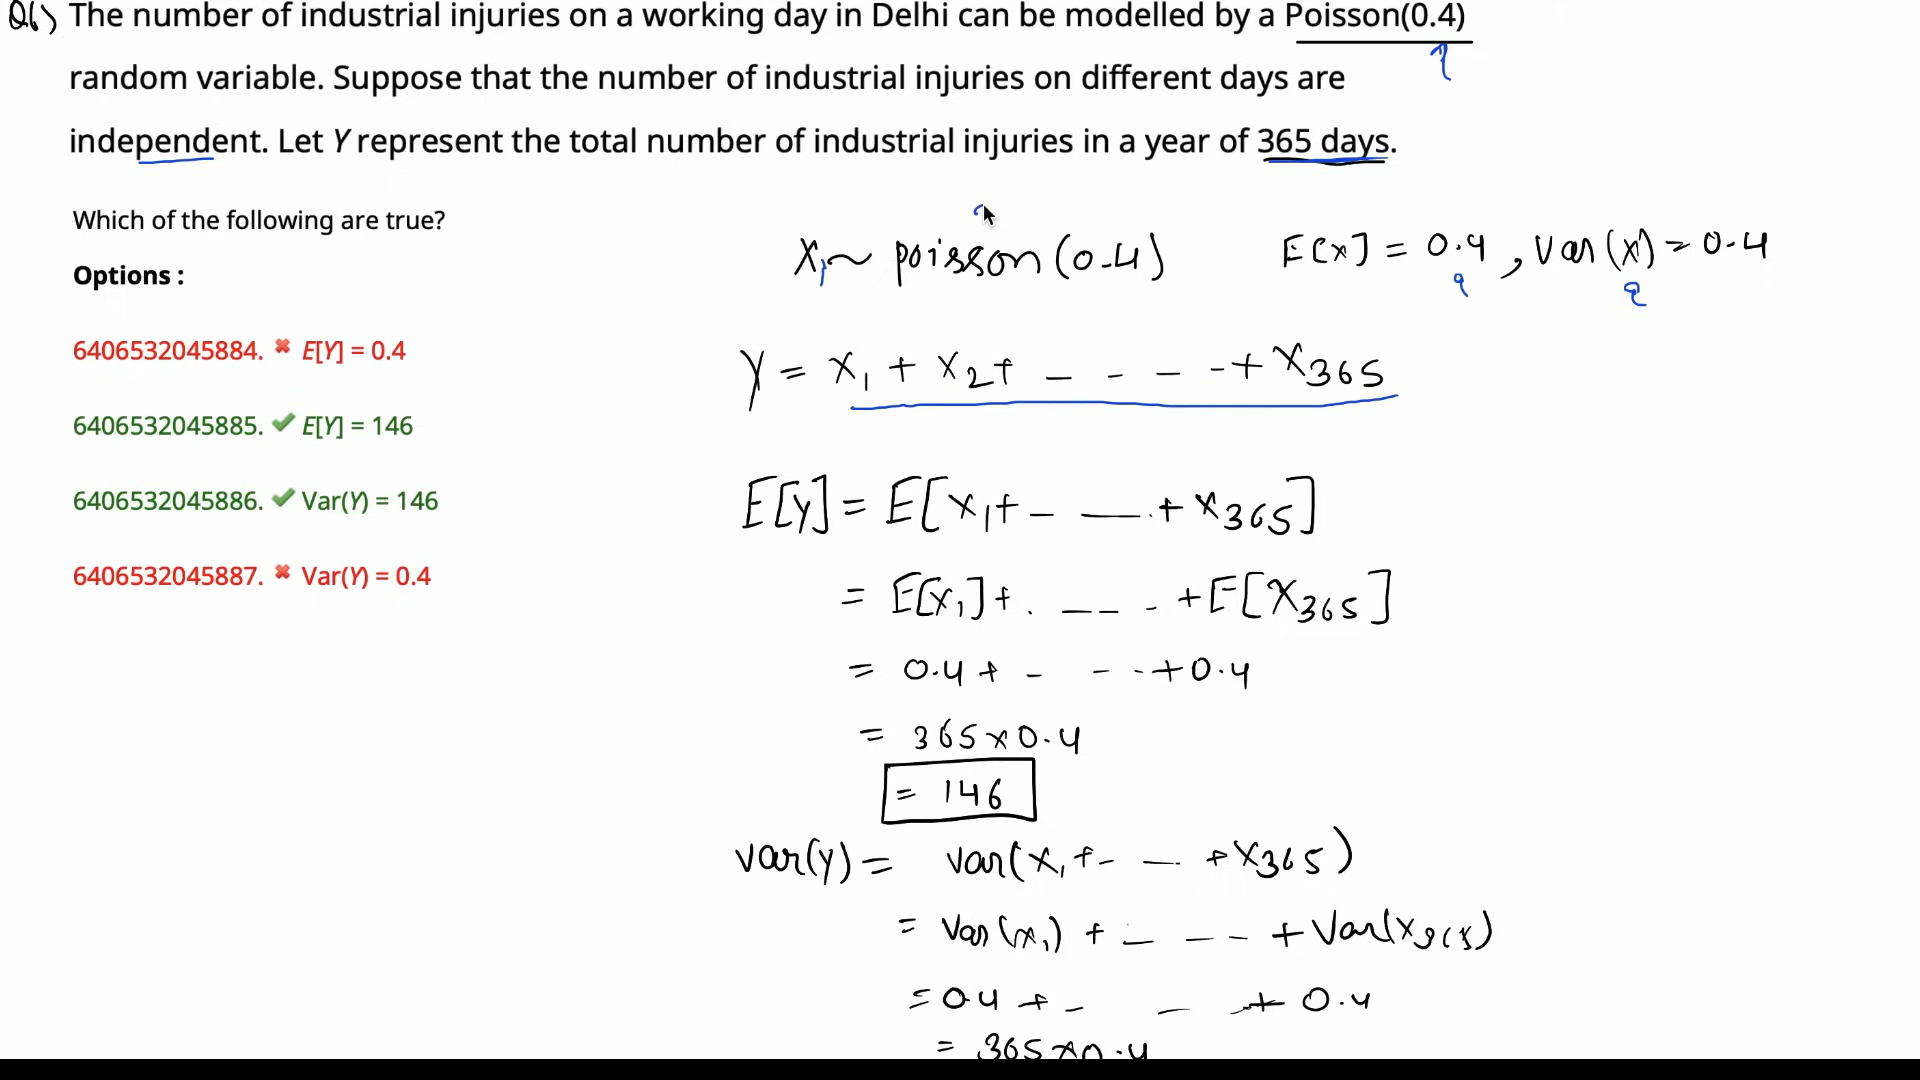 Q6) The number of industrial injuries on a working day in Delhi can be modelled by a Poisson(0.4)
random variable. Suppose that the number of industrial injuries on different days are
independent. Let Y represent the total number of industrial injuries in a year of 365 days.
Which of the following are true?
Options :
6406532045884. ✖ E[Y] = 0.4
6406532045885. ✔ E[Y] = 146
6406532045886. ✔ Var(Y) = 146
6406532045887. ✖ Var(Y) = 0.4
X₁ ~ poisson(0.4)
E[x] = 0.4, Var(x) = 0.4
Y = x₁ + x₂ + - - - - + x₃₆₅
E[Y] = E[x₁ + - — + x₃₆₅]
= E[x₁] + . - - - + E[x₃₆₅]
= 0.4 + - - - + 0.4
= 365 × 0.4
= 146
var(y) = var(x₁ + - — + x₃₆₅)
= Var(x₁) + - - - + Var(x₃₆₅)
= 0.4 + - - + 0.4
= 365 × 0.4